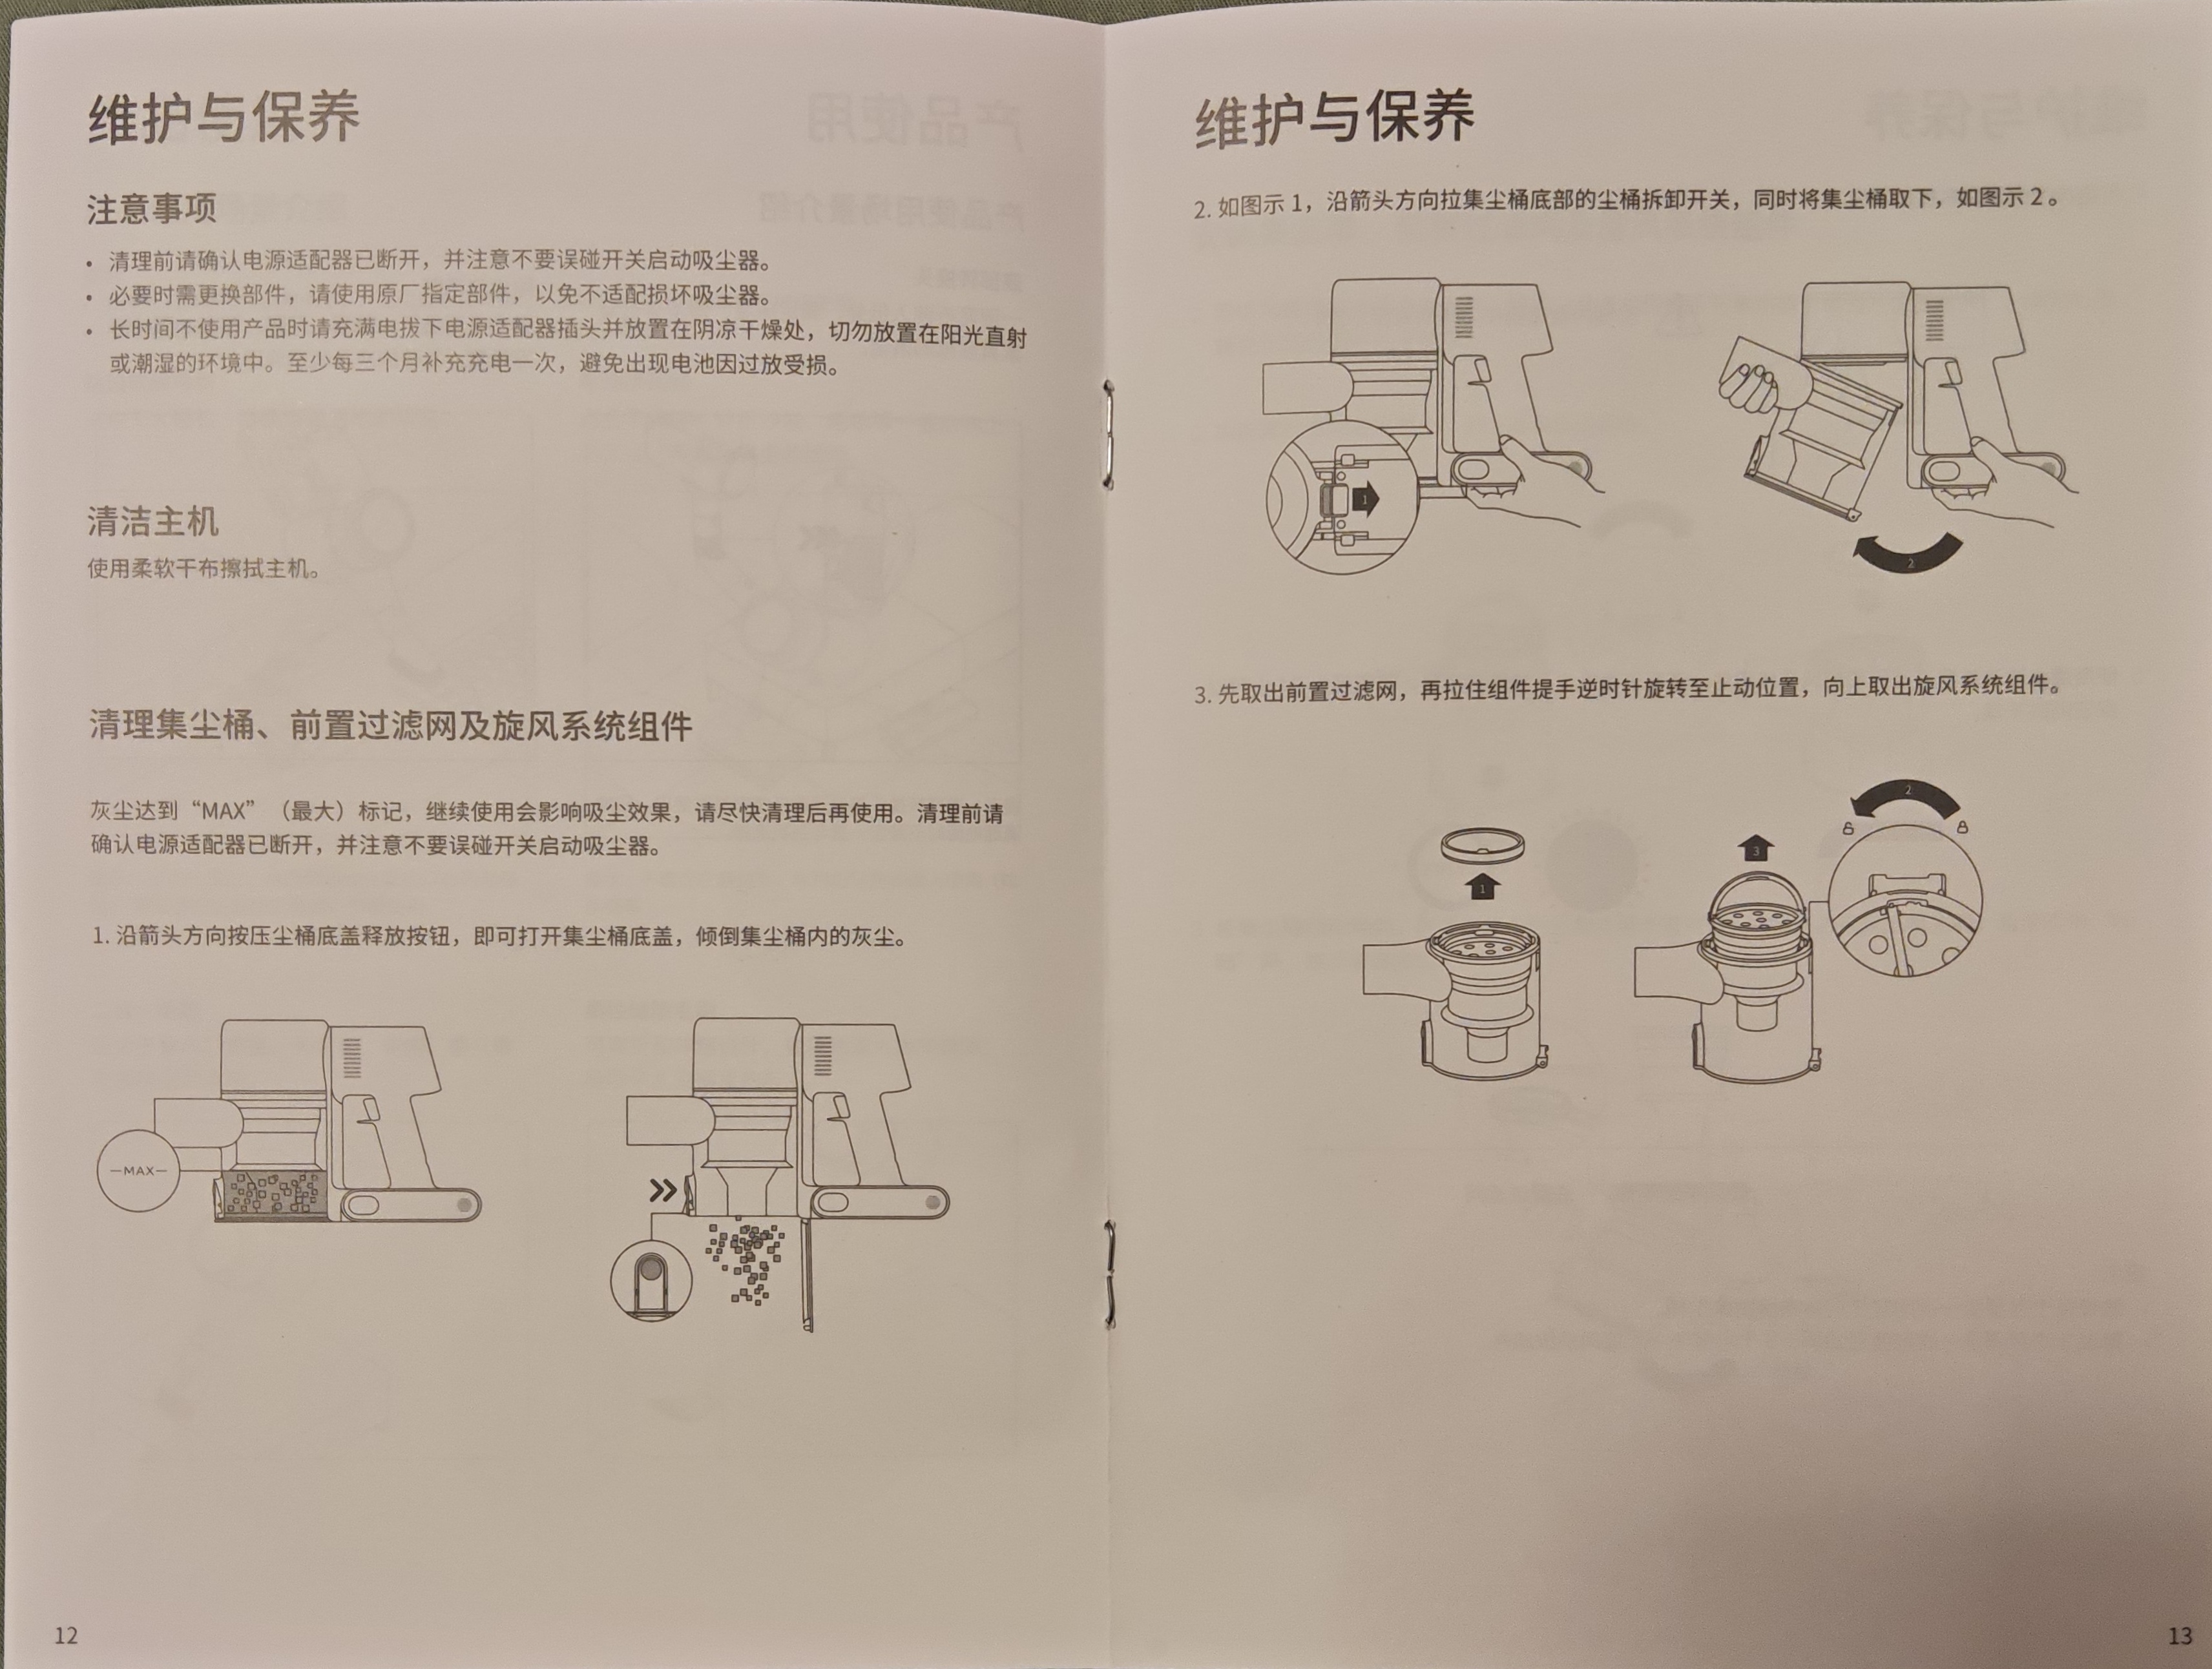 维护与保养
注意事项
• 清理前请确认电源适配器已断开，并注意不要误碰开关启动吸尘器。
• 必要时需更换部件，请使用原厂指定部件，以免不适配损坏吸尘器。
• 长时间不使用产品时请充满电拔下电源适配器插头并放置在阴凉干燥处，切勿放置在阳光直射
或潮湿的环境中。至少每三个月补充充电一次，避免出现电池因过放受损。
清洁主机
使用柔软干布擦拭主机。
清理集尘桶、前置过滤网及旋风系统组件
灰尘达到“MAX”（最大）标记，继续使用会影响吸尘效果，请尽快清理后再使用。清理前请
确认电源适配器已断开，并注意不要误碰开关启动吸尘器。
1. 沿箭头方向按压尘桶底盖释放按钮，即可打开集尘桶底盖，倾倒集尘桶内的灰尘。
—MAX—
12
维护与保养
2. 如图示 1，沿箭头方向拉集尘桶底部的尘桶拆卸开关，同时将集尘桶取下，如图示 2 。
1
2
3. 先取出前置过滤网，再拉住组件提手逆时针旋转至止动位置，向上取出旋风系统组件。
1
3
2
13